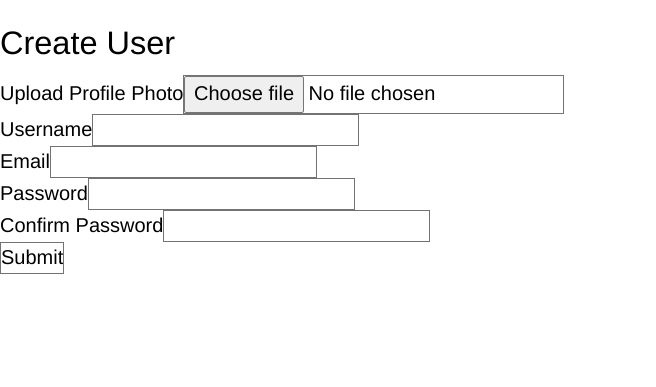 Create User
Upload Profile Photo Choose file No file chosen
Username
Email
Password
Confirm Password
Submit